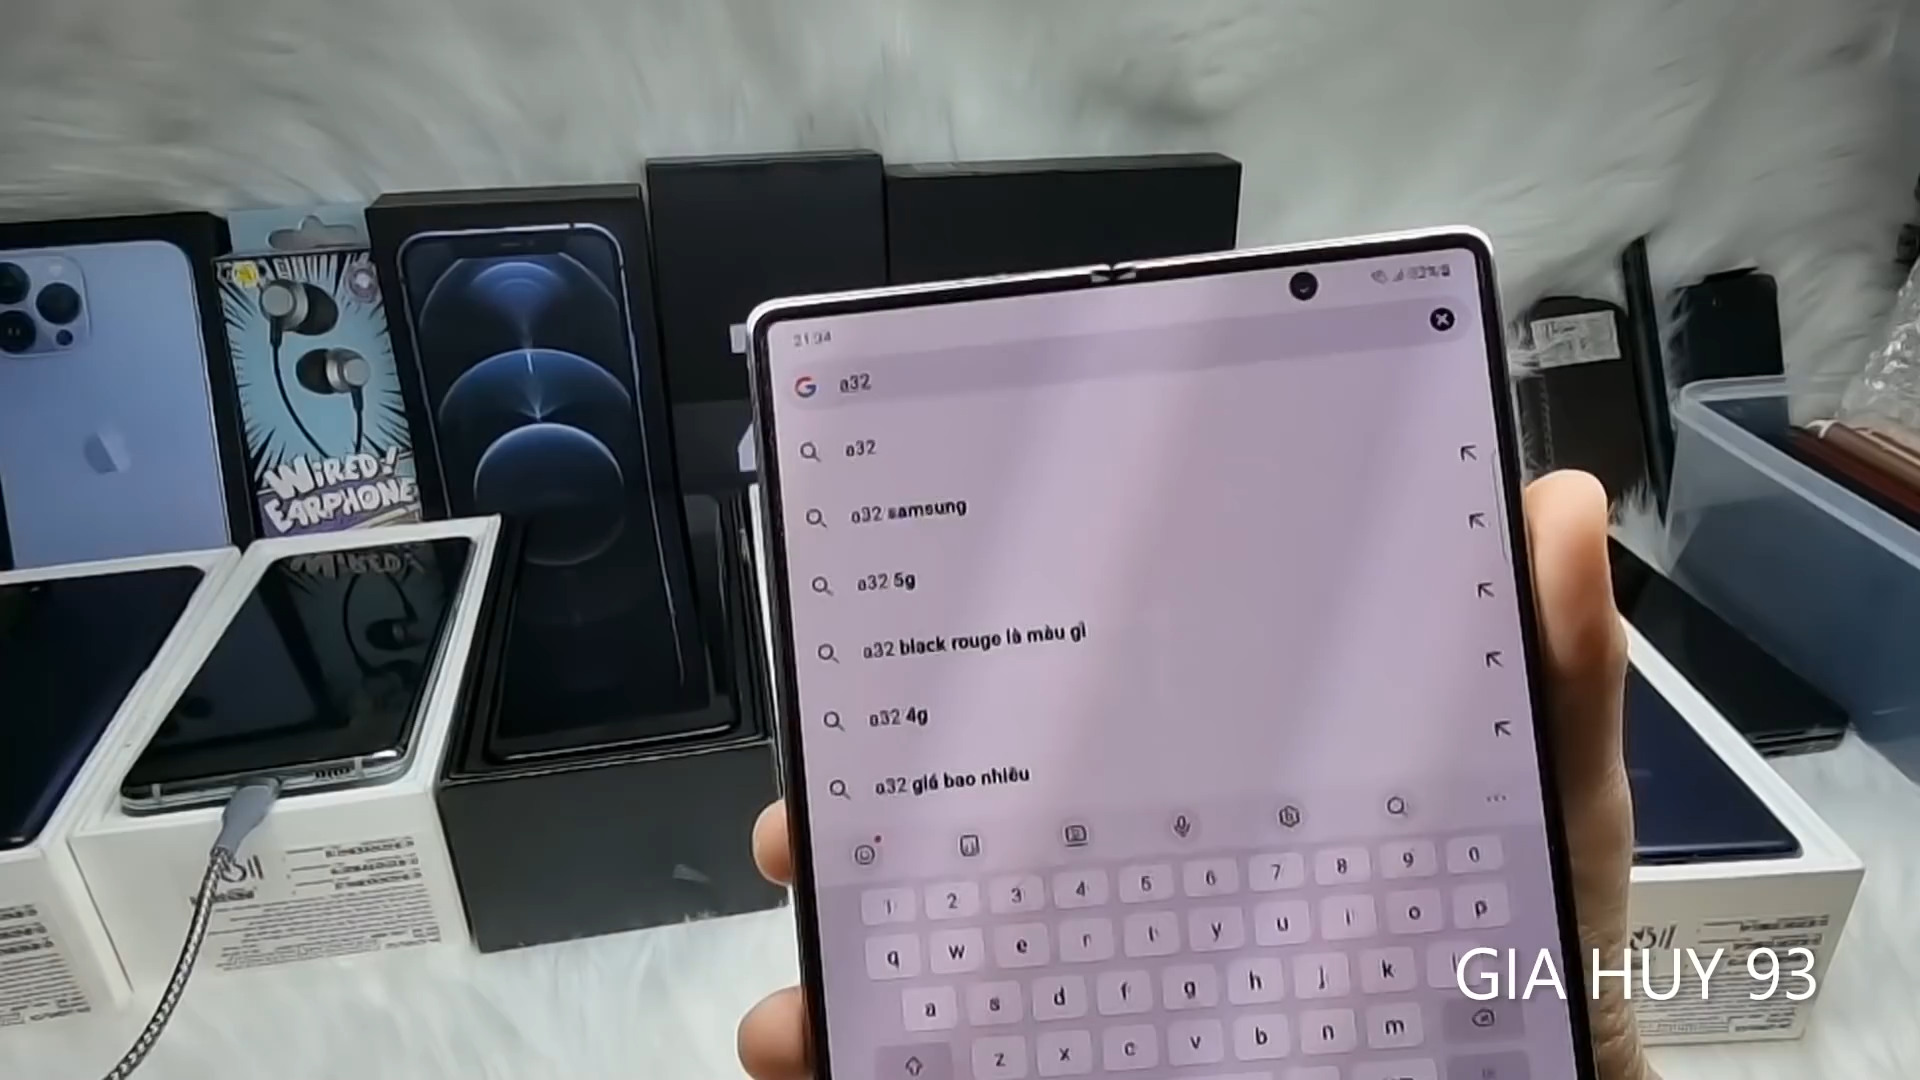 21:34
a32
a32
a32 samsung
a32 5g
a32 black rouge là màu gì
a32 4g
a32 giá bao nhiêu
1 2 3 4 5 6 7 8 9 0
q w e r t y u i o p
a s d f g h j k l
z x c v b n m
WIRED!
EARPHONE
GIA HUY 93